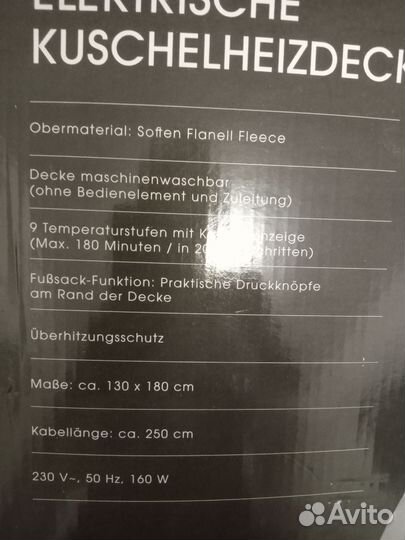 ELEKTRISCHE
KUSCHELHEIZDECK
Obermaterial: Soften Flanell Fleece
Decke maschinenwaschbar
(ohne Bedienelement und Zuleitung)
9 Temperaturstufen mit
(Max. 180 Minuten / in
Fußsack-Funktion: Praktische Druckknöpfe
am Rand der Decke
Überhitzungsschutz
Maße: ca. 130 x 180 cm
Kabellänge: ca. 250 cm
230 V~, 50 Hz, 160 W
Avito